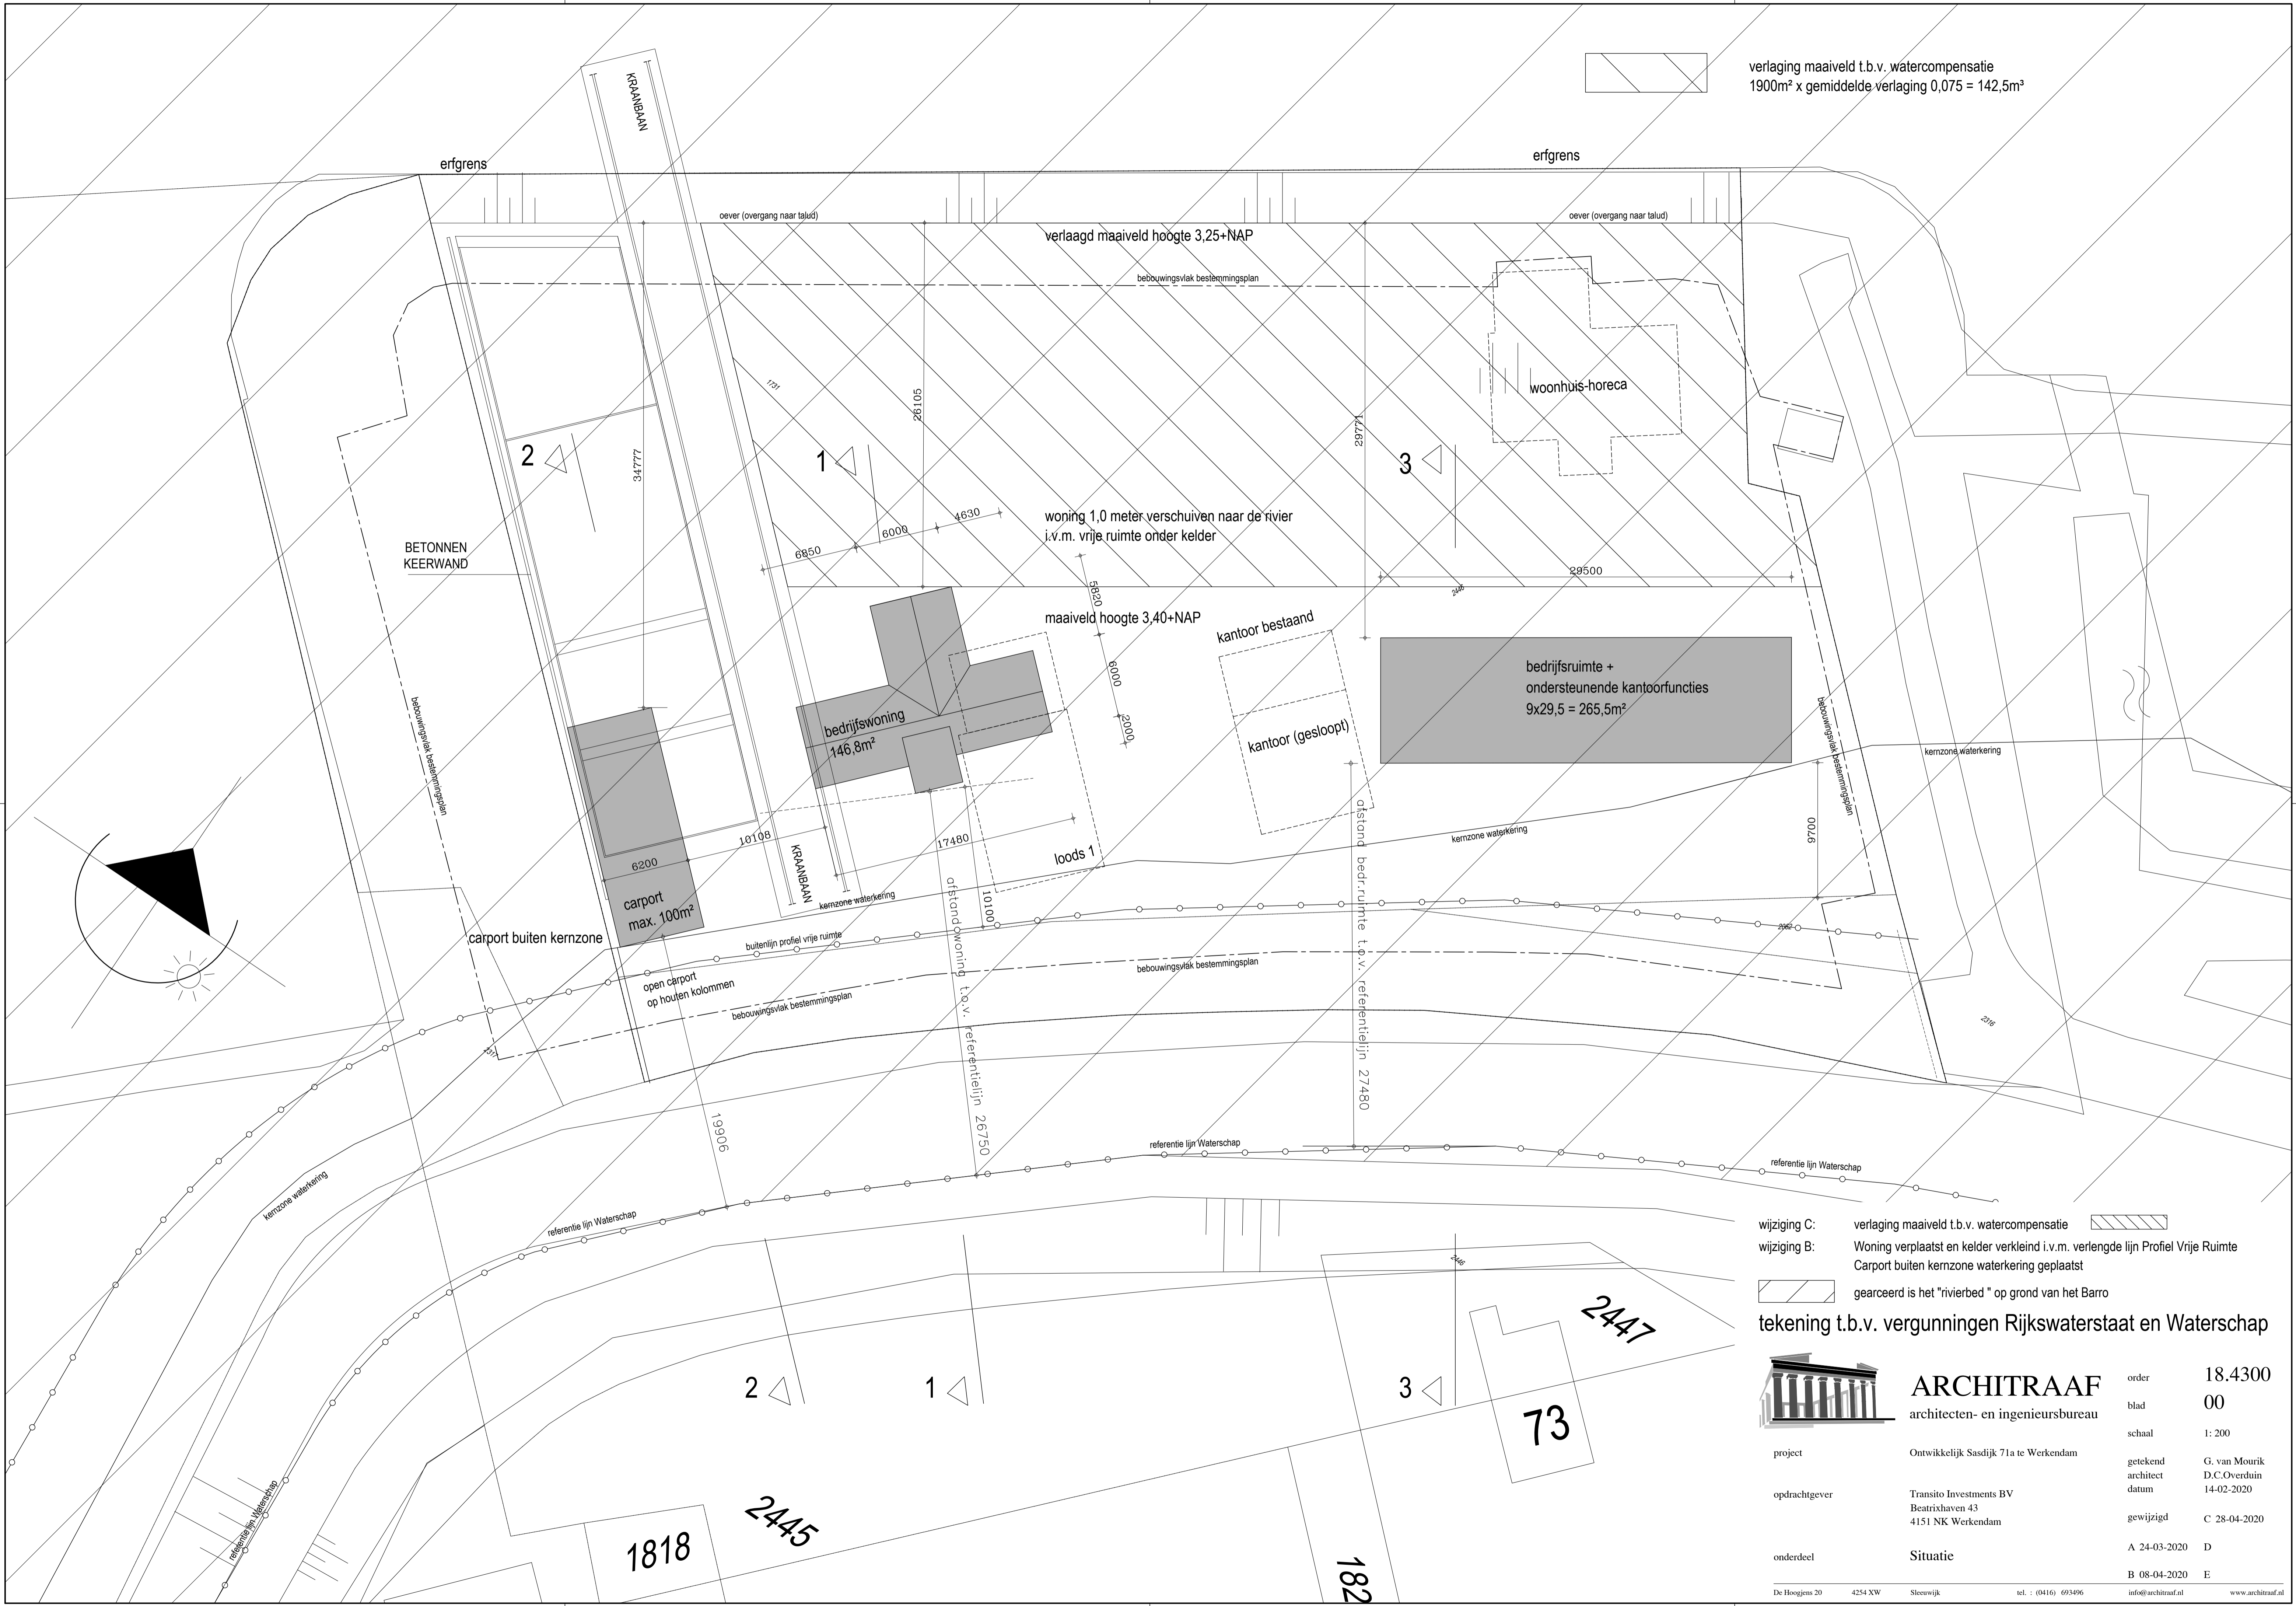 verlaging maaiveld t.b.v. watercompensatie
1900m² x gemiddelde verlaging 0,075 = 142,5m³
KRAANBAAN
erfgrens
erfgrens
oever (overgang naar talud)
oever (overgang naar talud)
verlaagd maaiveld hoogte 3,25+NAP
bebouwingsvlak bestemmingsplan
1731
woonhuis-horeca
26105
29771
34777
2
1
3
woning 1,0 meter verschuiven naar de rivier
i.v.m. vrije ruimte onder kelder
6850
6000
4630
BETONNEN
KEERWAND
29500
2446
5820
6000
2000
maaiveld hoogte 3,40+NAP
kantoor bestaand
kantoor (gesloopt)
bedrijfsruimte +
ondersteunende kantoorfuncties
9x29,5 = 265,5m²
bedrijfswoning
146,8m²
bebouwingsvlak bestemmingsplan
bebouwingsvlak bestemmingsplan
kernzone waterkering
kernzone waterkering
9700
10108
6200
17480
loods 1
KRAANBAAN
carport
max. 100m²
kernzone waterkering
10100
carport buiten kernzone
buitenlijn profiel vrije ruimte
2082
open carport
op houten kolommen
bebouwingsvlak bestemmingsplan
bebouwingsvlak bestemmingsplan
afstand woning t.o.v. referentielijn 26750
afstand bedr.ruimte t.o.v. referentielijn 27480
2317
2316
19906
referentie lijn Waterschap
referentie lijn Waterschap
referentie lijn Waterschap
kernzone waterkering
referentie lijn Waterschap
2446
2447
2
1
3
73
2445
1818
182
wijziging C: verlaging maaiveld t.b.v. watercompensatie
wijziging B: Woning verplaatst en kelder verkleind i.v.m. verlengde lijn Profiel Vrije Ruimte
Carport buiten kernzone waterkering geplaatst
gearceerd is het "rivierbed " op grond van het Barro
tekening t.b.v. vergunningen Rijkswaterstaat en Waterschap
ARCHITRAAF
architecten- en ingenieursbureau
order 18.4300
blad 00
schaal 1: 200
project Ontwikkelijk Sasdijk 71a te Werkendam
getekend G. van Mourik
architect D.C.Overduin
datum 14-02-2020
opdrachtgever Transito Investments BV
Beatrixhaven 43
4151 NK Werkendam
gewijzigd C 28-04-2020
A 24-03-2020 D
onderdeel Situatie
B 08-04-2020 E
De Hoogjens 20 4254 XW Sleeuwijk tel. : (0416) 693496 info@architraaf.nl www.architraaf.nl